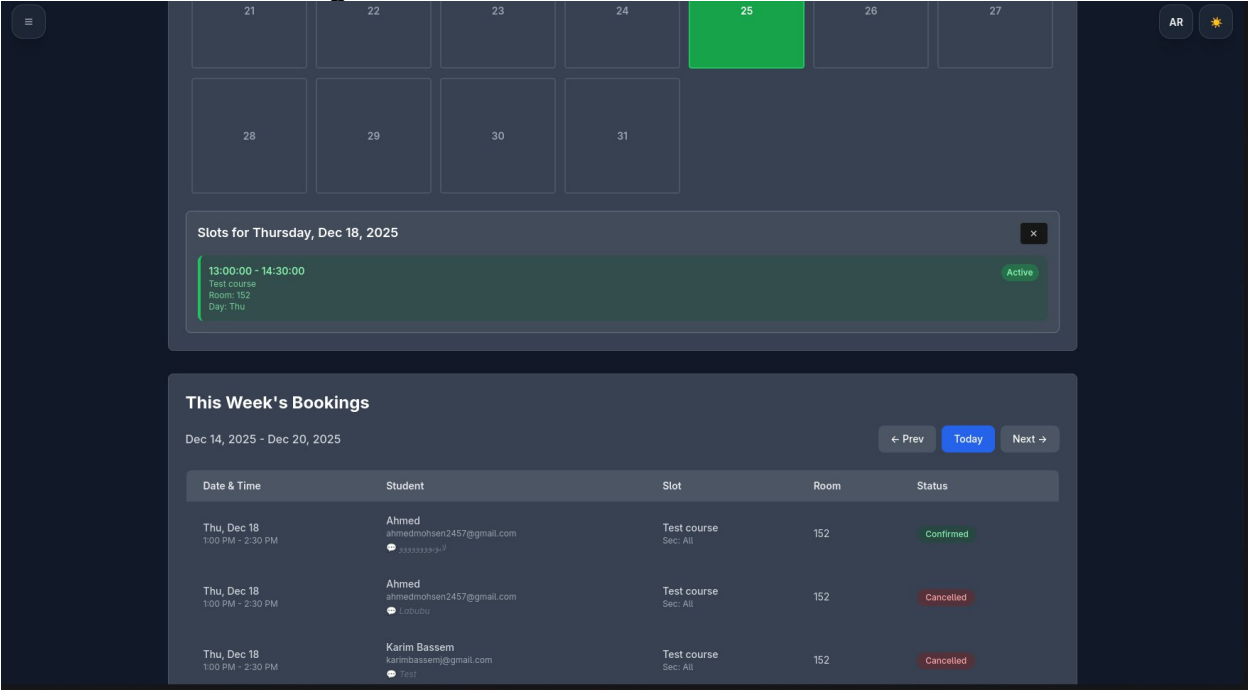 ≡
AR
21 22 23 24 25 26 27
28 29 30 31
Slots for Thursday, Dec 18, 2025
×
13:00:00 - 14:30:00
Active
Test course
Room: 152
Day: Thu
This Week's Bookings
Dec 14, 2025 - Dec 20, 2025
← Prev
Today
Next →
Date & Time Student Slot Room Status
Thu, Dec 18
1:00 PM - 2:30 PM
Ahmed
ahmedmohsen2457@gmail.com
Test course
Sec: All
152
Confirmed
Thu, Dec 18
1:00 PM - 2:30 PM
Ahmed
ahmedmohsen2457@gmail.com
Labubu
Test course
Sec: All
152
Cancelled
Thu, Dec 18
1:00 PM - 2:30 PM
Karim Bassem
karimbassemj@gmail.com
Test
Test course
Sec: All
152
Cancelled